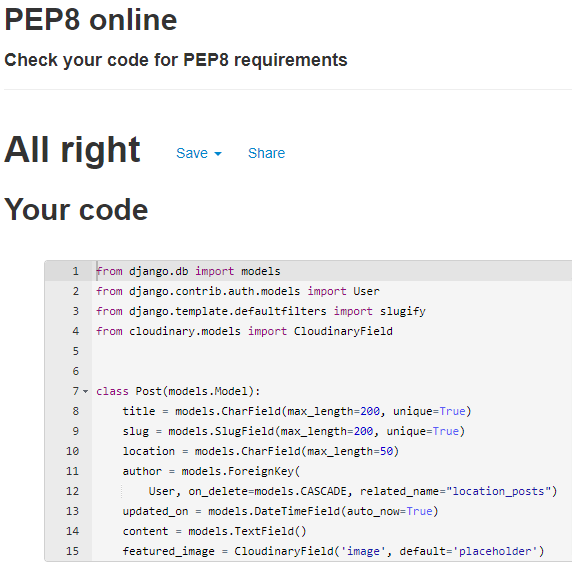 PEP8 online
Check your code for PEP8 requirements
All right Save Share
Your code
1 from django.db import models
2 from django.contrib.auth.models import User
3 from django.template.defaultfilters import slugify
4 from cloudinary.models import CloudinaryField
5
6
7 class Post(models.Model):
8 title = models.CharField(max_length=200, unique=True)
9 slug = models.SlugField(max_length=200, unique=True)
10 location = models.CharField(max_length=50)
11 author = models.ForeignKey(
12 User, on_delete=models.CASCADE, related_name="location_posts")
13 updated_on = models.DateTimeField(auto_now=True)
14 content = models.TextField()
15 featured_image = CloudinaryField('image', default='placeholder')